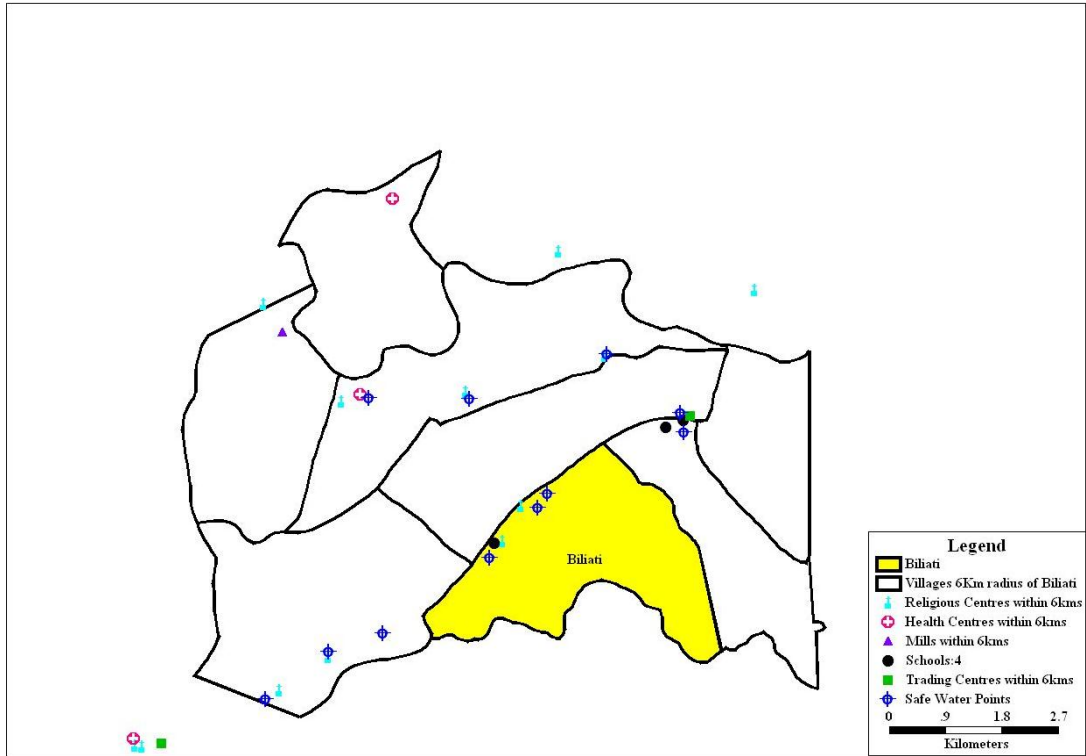 Biliati
Legend
Biliati
Villages 6Km radius of Biliati
Religious Centres within 6kms
Health Centres within 6kms
Mills within 6kms
Schools:4
Trading Centres within 6kms
Safe Water Points
0 .9 1.8 2.7
Kilometers